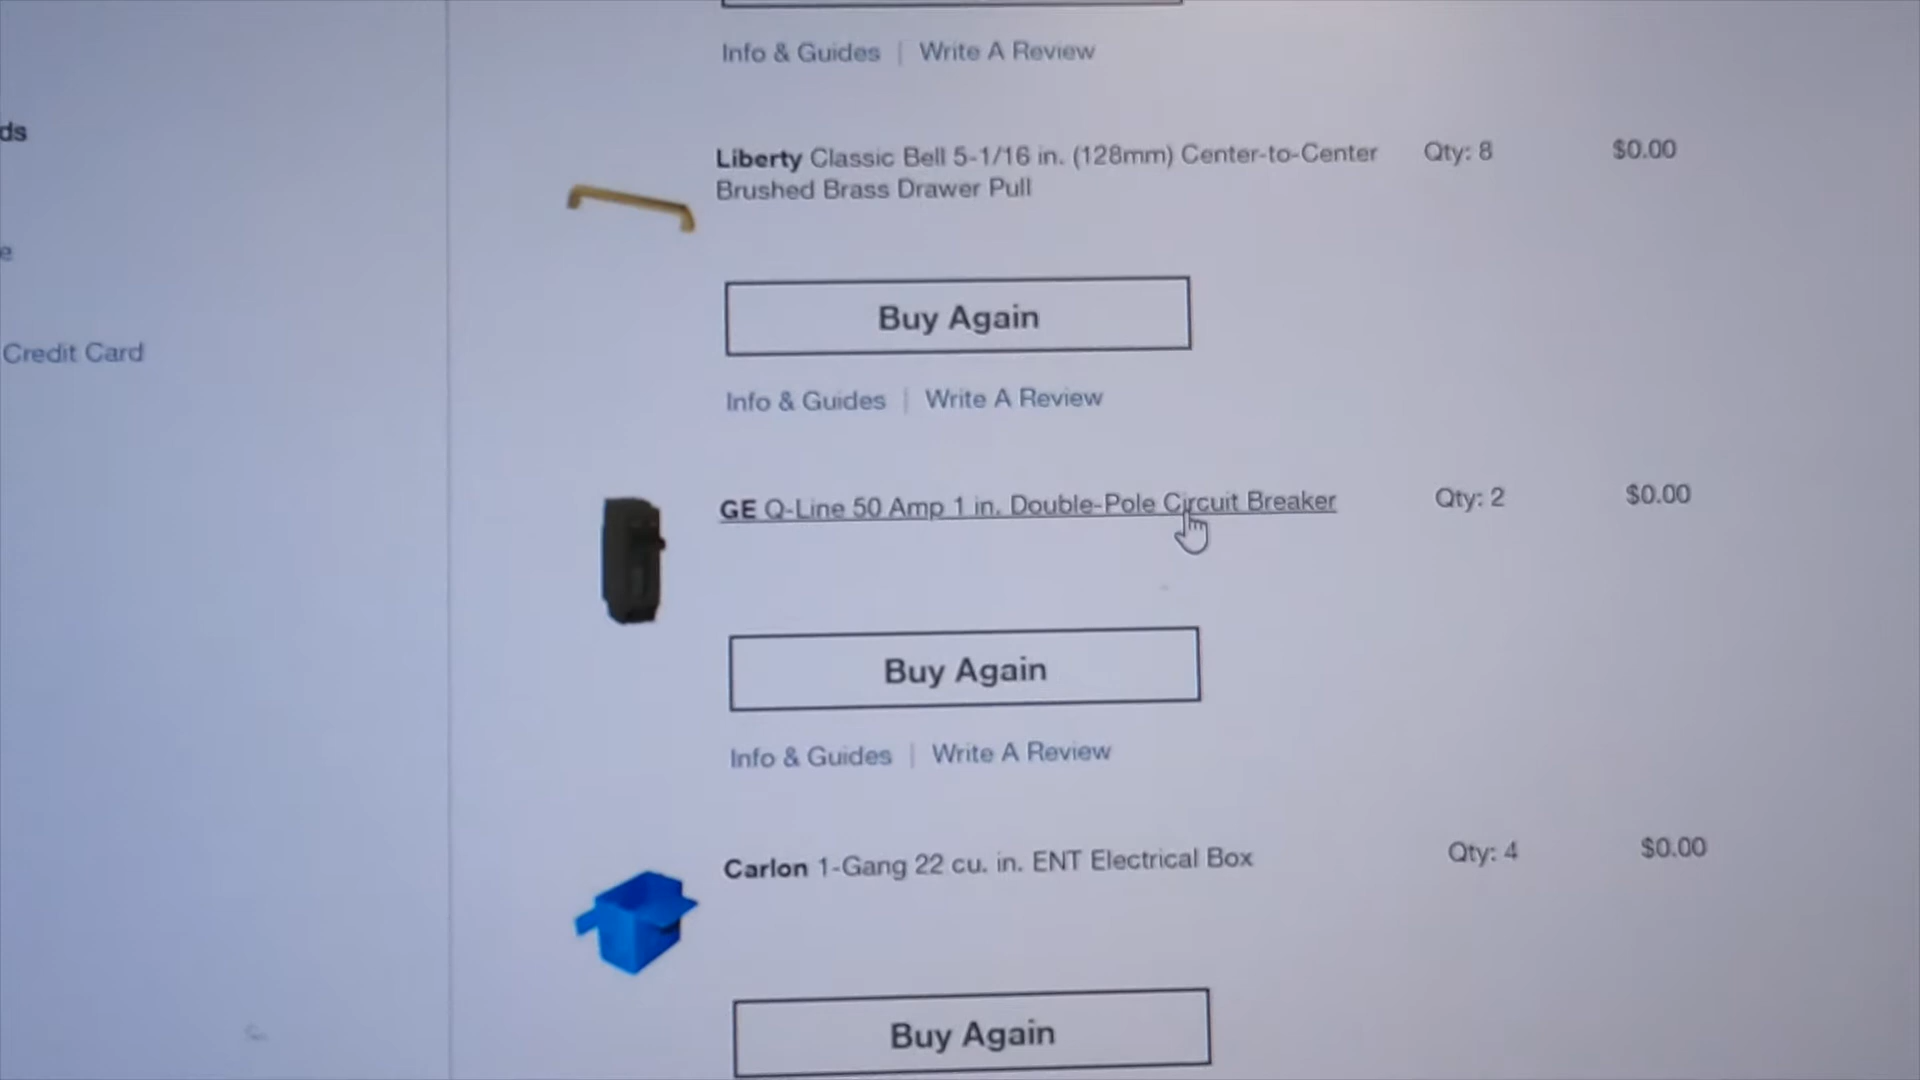 Info & Guides | Write A Review
ds
Liberty Classic Bell 5-1/16 in. (128mm) Center-to-Center Qty: 8 $0.00
Brushed Brass Drawer Pull
e
Buy Again
Credit Card
Info & Guides | Write A Review
GE Q-Line 50 Amp 1 in. Double-Pole Circuit Breaker Qty: 2 $0.00
Buy Again
Info & Guides | Write A Review
Carlon 1-Gang 22 cu. in. ENT Electrical Box Qty: 4 $0.00
Buy Again